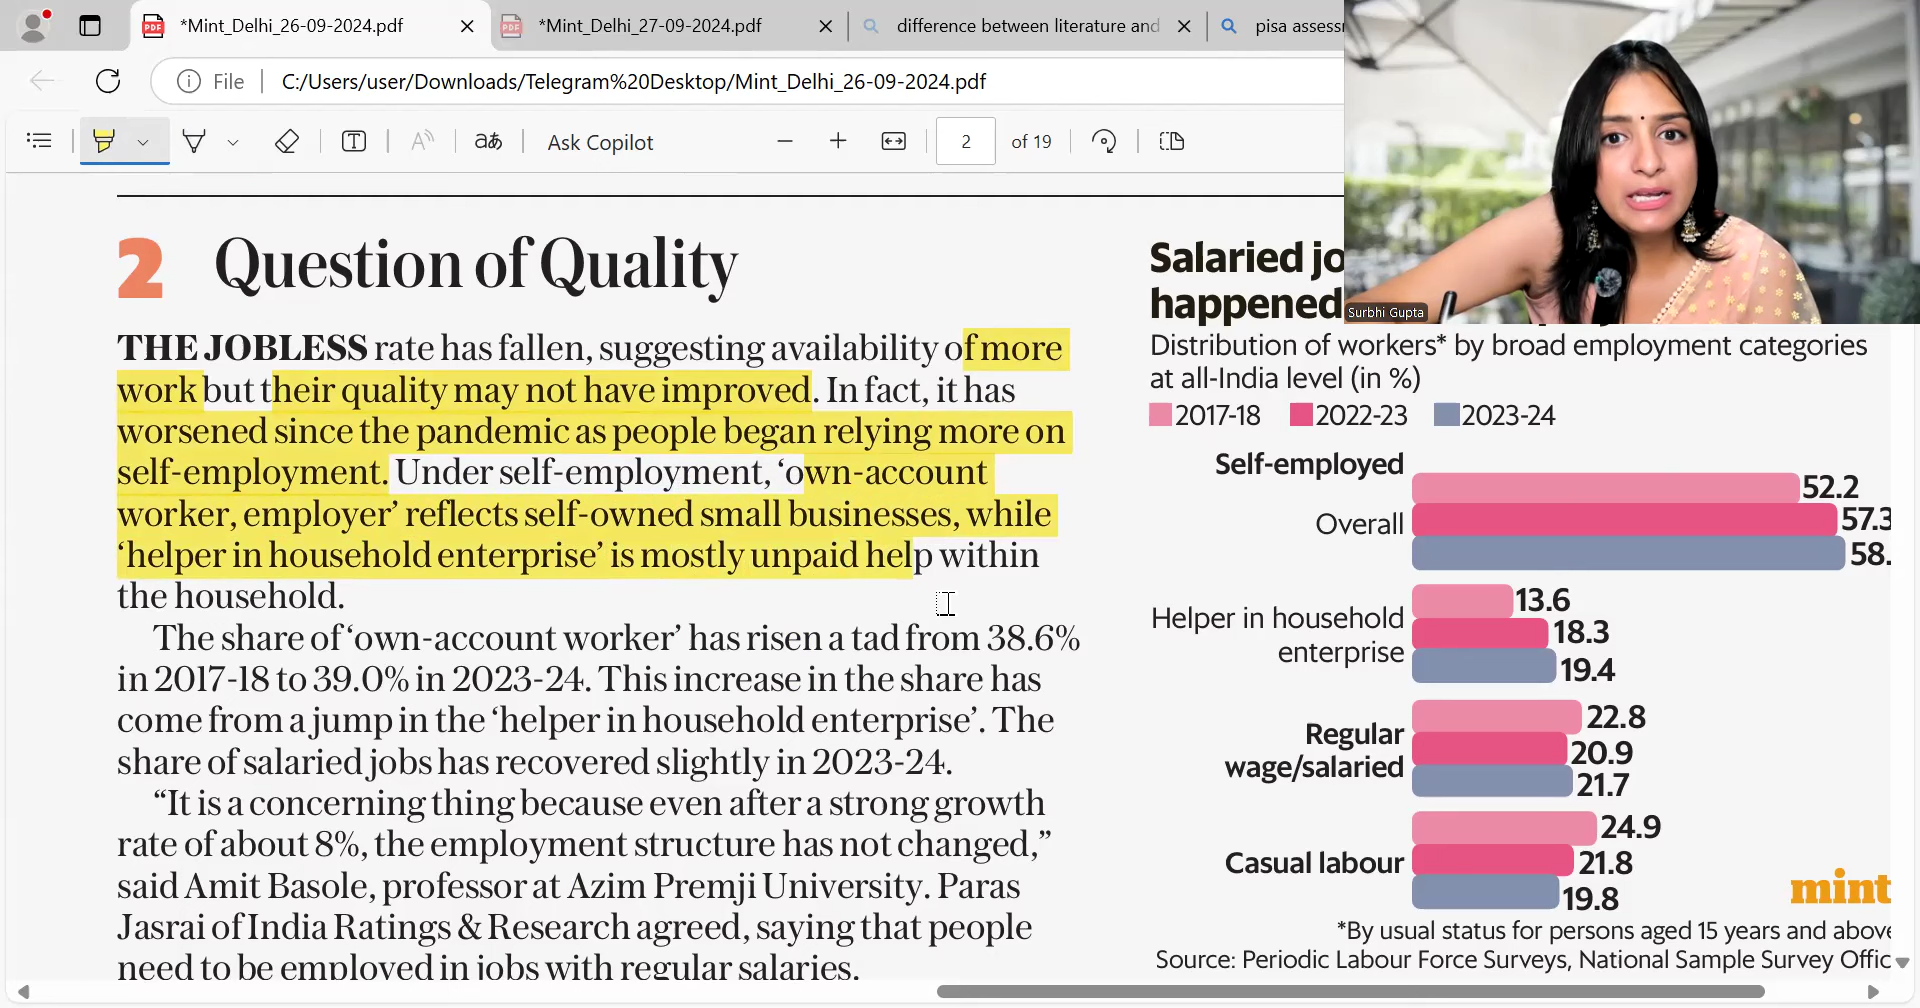 *Mint_Delhi_26-09-2024.pdf
*Mint_Delhi_27-09-2024.pdf
difference between literature and
pisa assess
File
C:/Users/user/Downloads/Telegram%20Desktop/Mint_Delhi_26-09-2024.pdf
Ask Copilot
2 of 19
Surbhi Gupta
2 Question of Quality
THE JOBLESS rate has fallen, suggesting availability of more
work but their quality may not have improved. In fact, it has
worsened since the pandemic as people began relying more on
self-employment. Under self-employment, ‘own-account
worker, employer’ reflects self-owned small businesses, while
‘helper in household enterprise’ is mostly unpaid help within
the household.
The share of ‘own-account worker’ has risen a tad from 38.6%
in 2017-18 to 39.0% in 2023-24. This increase in the share has
come from a jump in the ‘helper in household enterprise’. The
share of salaried jobs has recovered slightly in 2023-24.
“It is a concerning thing because even after a strong growth
rate of about 8%, the employment structure has not changed,”
said Amit Basole, professor at Azim Premji University. Paras
Jasrai of India Ratings & Research agreed, saying that people
need to be employed in jobs with regular salaries.
Salaried jo
happened
Distribution of workers* by broad employment categories
at all-India level (in %)
2017-18 2022-23 2023-24
Self-employed
Overall
52.2
57.3
58.
Helper in household
enterprise
13.6
18.3
19.4
Regular
wage/salaried
22.8
20.9
21.7
Casual labour
24.9
21.8
19.8
mint
*By usual status for persons aged 15 years and above
Source: Periodic Labour Force Surveys, National Sample Survey Offic